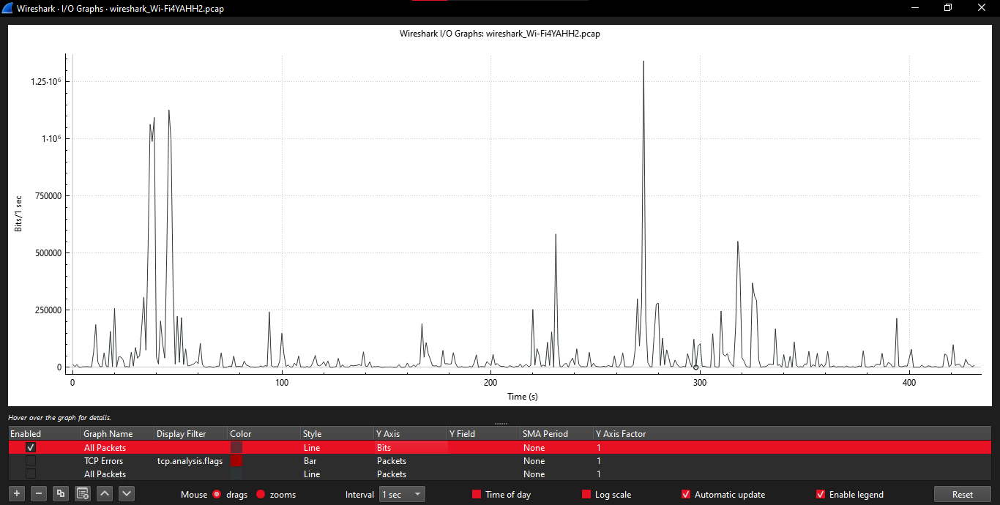 Wireshark · I/O Graphs · wireshark_Wi-Fi4YAHH2.pcap
Wireshark I/O Graphs: wireshark_Wi-Fi4YAHH2.pcap
1.25·10⁶
1·10⁶
750000
500000
250000
0
Bits/1 sec
0 100 200 300 400
Time (s)
Hover over the graph for details.
Enabled Graph Name Display Filter Color Style Y Axis Y Field SMA Period Y Axis Factor
All Packets Line Bits None 1
TCP Errors tcp.analysis.flags Bar Packets None 1
All Packets Line Packets None 1
Mouse drags zooms Interval 1 sec Time of day Log scale Automatic update Enable legend Reset